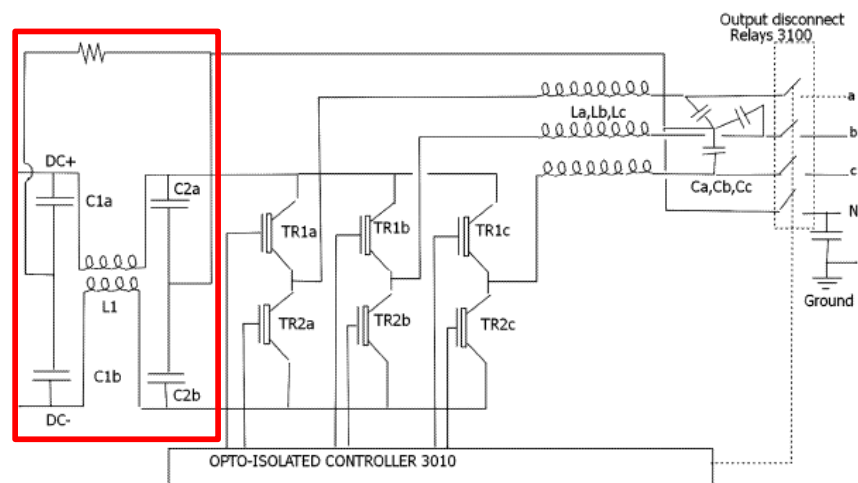 Output disconnect
Relays 3100
a
La,Lb,Lc
b
DC+
C2a
c
C1a
Ca,Cb,Cc
N
TR1a
TR1b
TR1c
L1
Ground
TR2a
TR2b
TR2c
C1b
C2b
DC-
OPTO-ISOLATED CONTROLLER 3010